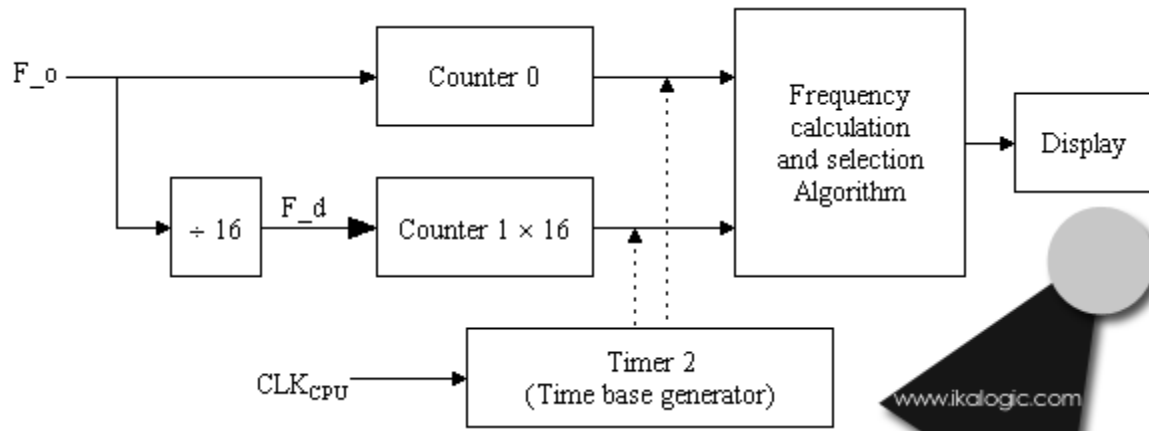 F_o
Counter 0
Frequency
calculation
and selection
Algorithm
Display
÷ 16
F_d
Counter 1 × 16
CLKCPU
Timer 2
(Time base generator)
www.ikalogic.com